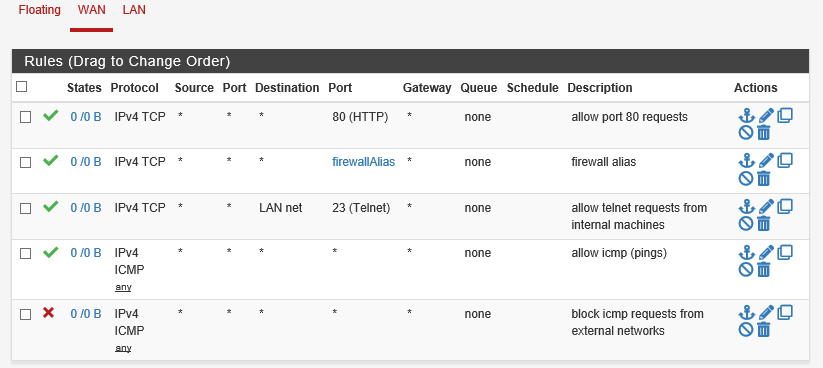 Floating WAN LAN
Rules (Drag to Change Order)
States Protocol Source Port Destination Port Gateway Queue Schedule Description Actions
0 /0 B IPv4 TCP * * * 80 (HTTP) * none allow port 80 requests
0 /0 B IPv4 TCP * * * firewallAlias * none firewall alias
0 /0 B IPv4 TCP * * LAN net 23 (Telnet) * none allow telnet requests from
internal machines
0 /0 B IPv4 * * * * * none allow icmp (pings)
ICMP
any
0 /0 B IPv4 * * * * * none block icmp requests from
ICMP external networks
any